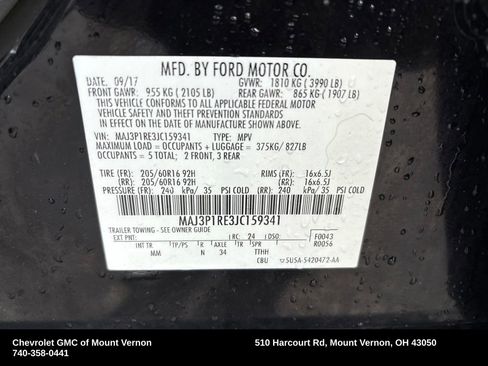 MFD. BY FORD MOTOR CO.
DATE: 09/17 GVWR: 1810 KG ( 3990 LB)
FRONT GAWR: 955 KG ( 2105 LB) REAR GAWR: 865 KG ( 1907 LB)
THIS VEHICLE CONFORMS TO ALL APPLICABLE FEDERAL MOTOR
VEHICLE SAFETY AND THEFT PREVENTION STANDARDS
IN EFFECT ON THE DATE OF MANUFACTURE SHOWN ABOVE.
VIN: MAJ3P1RE3JC159341 TYPE: MPV
MAXIMUM LOAD = OCCUPANTS + LUGGAGE = 375KG / 827LB
OCCUPANTS = 5 TOTAL: 2 FRONT, 3 REAR
TIRE (FR): 205/60R16 92H RIMS (FR): 16x6.5J
(RR): 205/60R16 92H (RR): 16x6.5J
PRESSURE (FR): 240 kPa/ 35 PSI COLD (RR): 240 kPa/ 35 PSI COLD
MAJ3P1RE3JC159341
TRAILER TOWING - SEE OWNER GUIDE
EXT PNT: RC: 24 DSO: F0043
R0056
INT TR TP/PS R AXLE TR SPR
MM N 34 TTHH
CBU 5U5A-5420472-AA
Chevrolet GMC of Mount Vernon 510 Harcourt Rd, Mount Vernon, OH 43050
740-358-0441